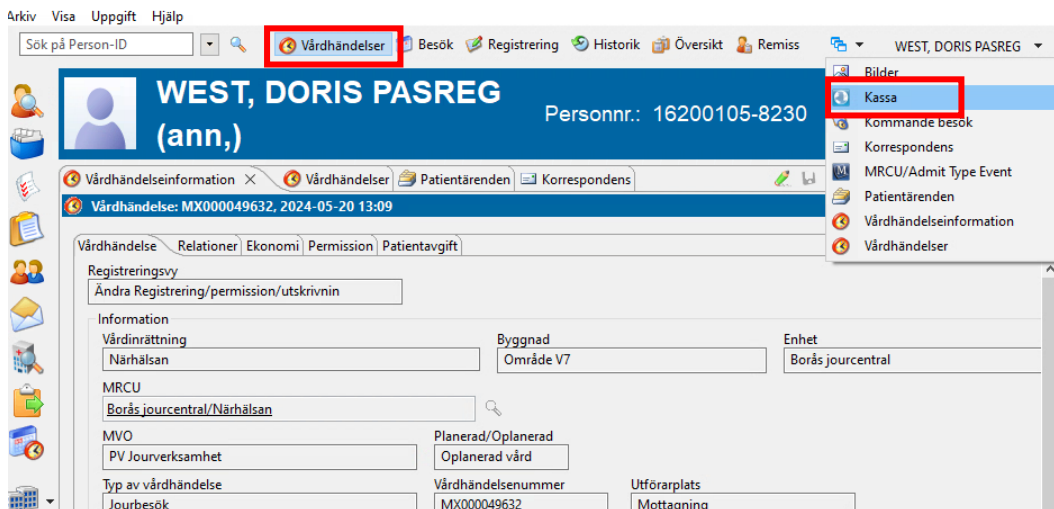 Arkiv Visa Uppgift Hjälp
Sök på Person-ID Vårdhändelser Besök Registrering Historik Översikt Remiss WEST, DORIS PASREG
Bilder
Kassa
Kommande besök
Korrespondens
MRCU/Admit Type Event
Patientärenden
Vårdhändelseinformation
Vårdhändelser
WEST, DORIS PASREG
(ann,)
Personnr.: 16200105-8230
Vårdhändelseinformation Vårdhändelser Patientärenden Korrespondens
Vårdhändelse: MX000049632, 2024-05-20 13:09
Vårdhändelse Relationer Ekonomi Permission Patientavgift
Registreringsvy
Ändra Registrering/permission/utskrivnin
Information
Vårdinrättning Byggnad Enhet
Närhälsan Område V7 Borås jourcentral
MRCU
Borås jourcentral/Närhälsan
MVO Planerad/Oplanerad
PV Jourverksamhet Oplanerad vård
Typ av vårdhändelse Vårdhändelsenummer Utförarplats
Jourbesök MX000049632 Mottagning